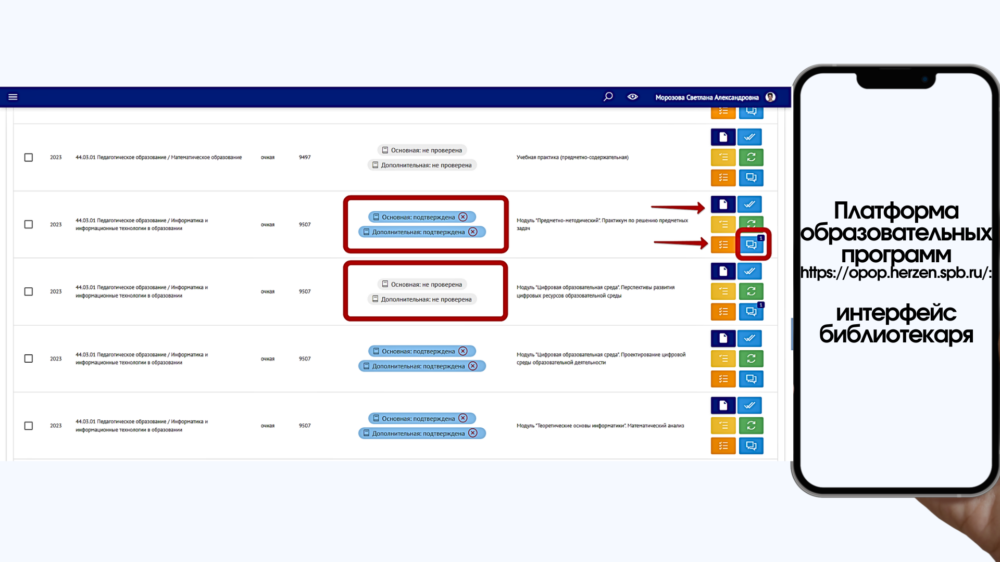 Морозова Светлана Александровна
2023
44.03.01 Педагогическое образование / Математическое образование
очная
9497
Основная: не проверена
Дополнительная: не проверена
Учебная практика (предметно-содержательная)
2023
44.03.01 Педагогическое образование / Информатика и
информационные технологии в образовании
очная
9507
Основная: подтверждена
Дополнительная: подтверждена
Модуль "Предметно-методический". Практикум по решению предметных
задач
1
2023
44.03.01 Педагогическое образование / Информатика и
информационные технологии в образовании
очная
9507
Основная: не проверена
Дополнительная: не проверена
Модуль "Цифровая образовательная среда". Перспективы развития
цифровых ресурсов образовательной среды
1
2023
44.03.01 Педагогическое образование / Информатика и
информационные технологии в образовании
очная
9507
Основная: подтверждена
Дополнительная: подтверждена
Модуль "Цифровая образовательная среда". Проектирование цифровой
среды образовательной деятельности
2023
44.03.01 Педагогическое образование / Информатика и
информационные технологии в образовании
очная
9507
Основная: подтверждена
Дополнительная: подтверждена
Модуль "Теоретические основы информатики". Математический анализ
Платформа
образовательных
программ
https://opop.herzen.spb.ru/:
интерфейс
библиотекаря